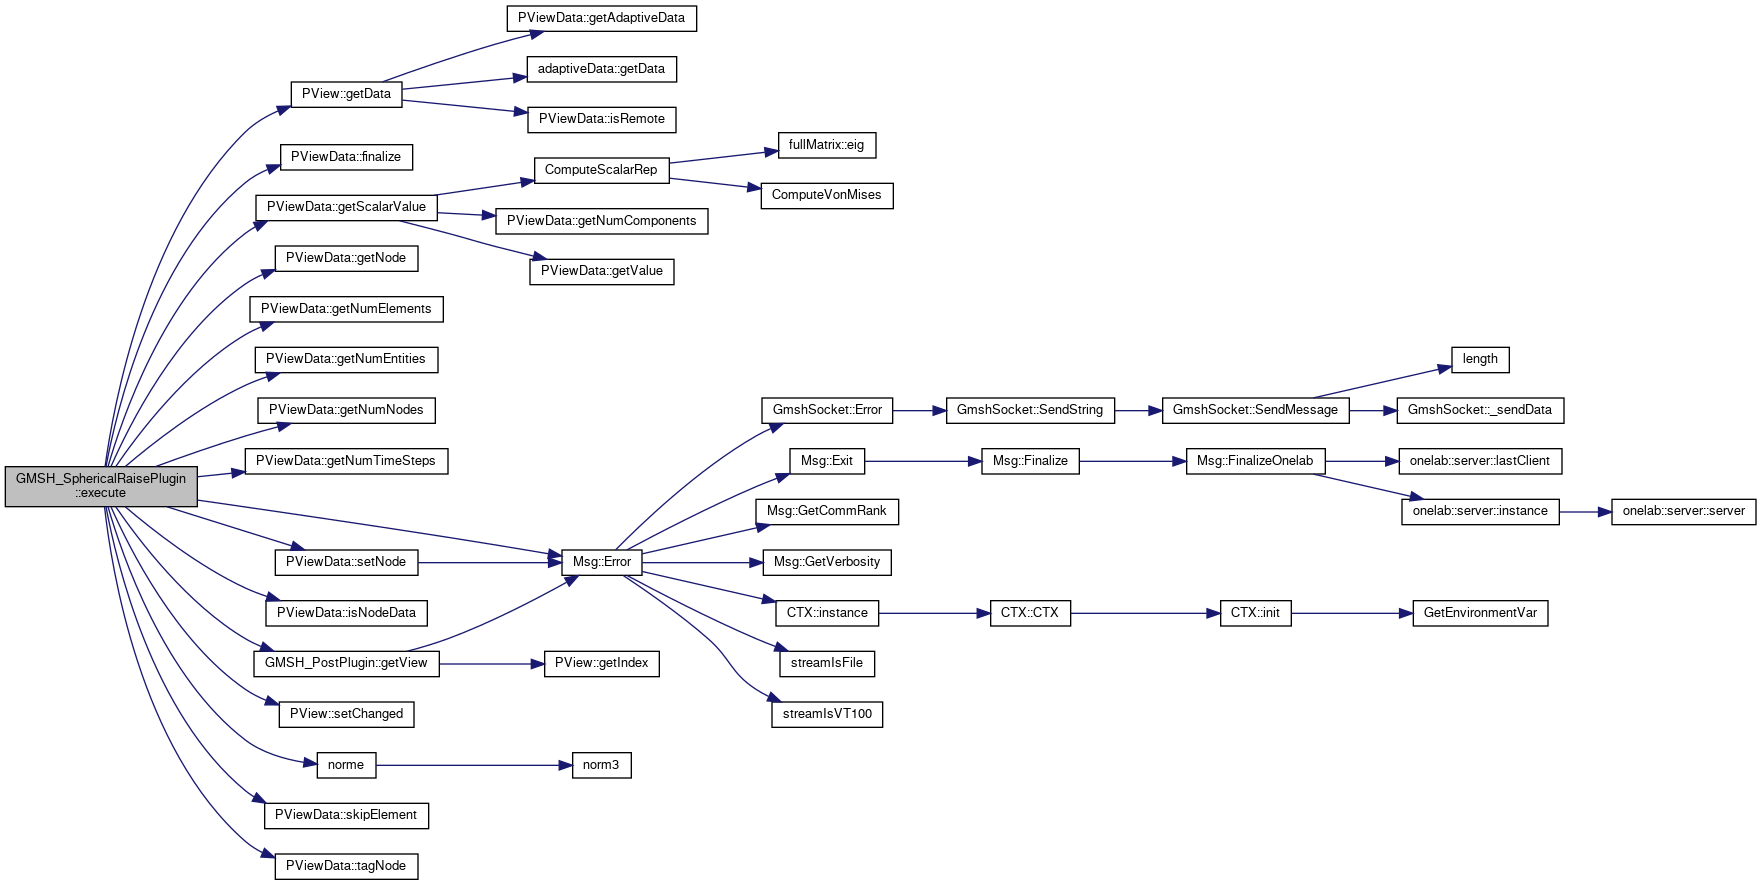 PViewData::getAdaptiveData
adaptiveData::getData
PView::getData
PViewData::isRemote
fullMatrix::eig
PViewData::finalize
ComputeScalarRep
ComputeVonMises
PViewData::getScalarValue
PViewData::getNumComponents
PViewData::getNode
PViewData::getValue
PViewData::getNumElements
PViewData::getNumEntities
length
PViewData::getNumNodes
GmshSocket::Error
GmshSocket::SendString
GmshSocket::SendMessage
GmshSocket::_sendData
PViewData::getNumTimeSteps
Msg::Exit
Msg::Finalize
Msg::FinalizeOnelab
onelab::server::lastClient
GMSH_SphericalRaisePlugin
::execute
Msg::GetCommRank
onelab::server::instance
onelab::server::server
PViewData::setNode
Msg::Error
Msg::GetVerbosity
PViewData::isNodeData
CTX::instance
CTX::CTX
CTX::init
GetEnvironmentVar
GMSH_PostPlugin::getView
PView::getIndex
streamIsFile
PView::setChanged
streamIsVT100
norme
norm3
PViewData::skipElement
PViewData::tagNode